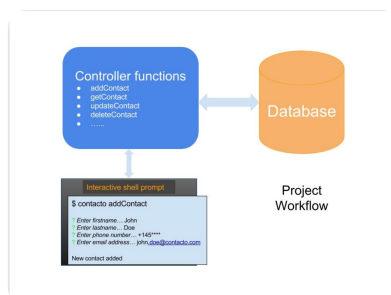 Controller functions
● addContact
● getContact
● updateContact
● deleteContact
● ......
Database
Interactive shell prompt
$ contacto addContact
? Enter firstname... John
? Enter lastname... Doe
? Enter phone number... +145****
? Enter email address... john.doe@contacto.com
New contact added
Project
Workflow